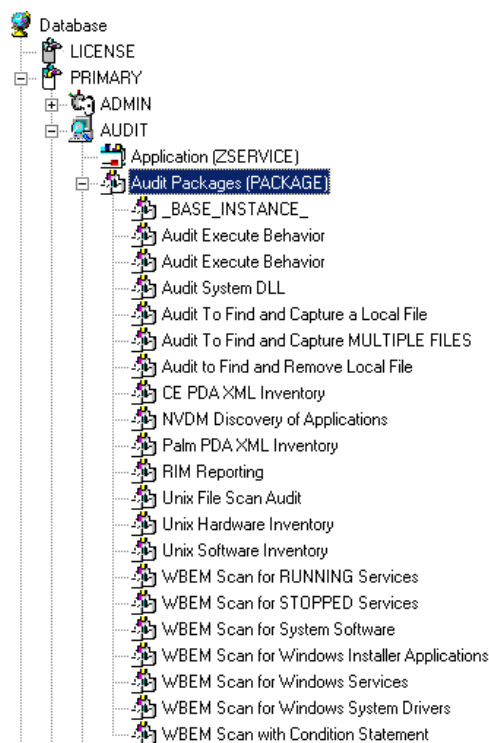 Database
LICENSE
PRIMARY
ADMIN
AUDIT
Application (ZSERVICE)
Audit Packages (PACKAGE)
_BASE_INSTANCE_
Audit Execute Behavior
Audit Execute Behavior
Audit System DLL
Audit To Find and Capture a Local File
Audit To Find and Capture MULTIPLE FILES
Audit to Find and Remove Local File
CE PDA XML Inventory
NVDM Discovery of Applications
Palm PDA XML Inventory
RIM Reporting
Unix File Scan Audit
Unix Hardware Inventory
Unix Software Inventory
WBEM Scan for RUNNING Services
WBEM Scan for STOPPED Services
WBEM Scan for System Software
WBEM Scan for Windows Installer Applications
WBEM Scan for Windows Services
WBEM Scan for Windows System Drivers
WBEM Scan with Condition Statement